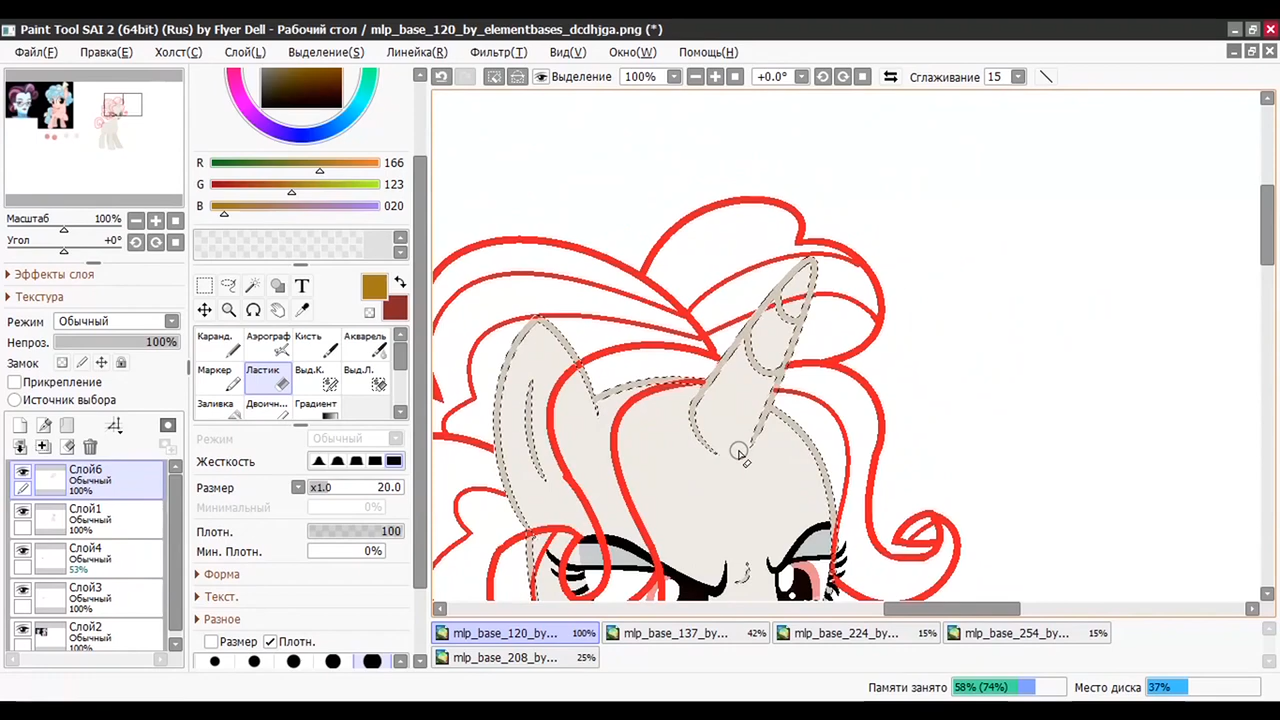 Paint Tool SAI 2 (64bit) (Rus) by Flyer Dell - Рабочий стол / mlp_base_120_by_elementbases_dcdhjga.png (*)
Файл(F) Правка(E) Холст(C) Слой(L) Выделение(S) Линейка(R) Фильтр(T) Вид(V) Окно(W) Помощь(H)
Выделение 100% +0.0° Сглаживание 15
Масштаб 100%
Угол +0°
Эффекты слоя
Текстура
Режим Обычный
Непроз. 100%
Замок
Прикрепление
Источник выбора
Слой6
Обычный
100%
Слой1
Обычный
100%
Слой4
Обычный
53%
Слой3
Обычный
100%
Слой2
Обычный
100%
R 166
G 123
B 020
T
Каранд. Аэрограф Кисть Акварель
Маркер Ластик Выд.К. Выд.Л.
Заливка Двоичн... Градиент
Режим Обычный
Жесткость
Размер x1.0 20.0
Минимальный 0%
Плотн. 100
Мин. Плотн. 0%
Форма
Текст.
Разное
Размер Плотн.
mlp_base_120_by... 100% mlp_base_137_by... 42% mlp_base_224_by... 15% mlp_base_254_by... 15%
mlp_base_208_by... 25%
Памяти занято 58% (74%) Место диска 37%